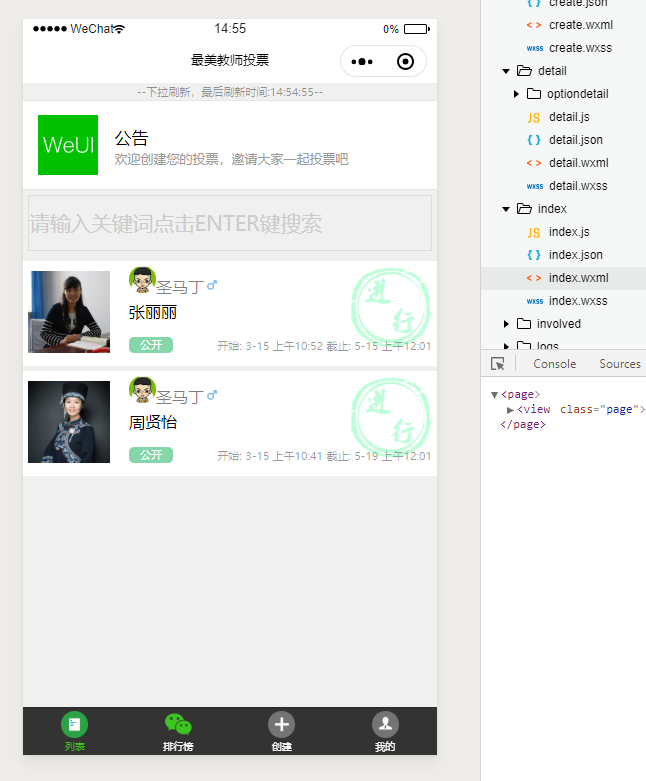 WeChat
14:55
0%
最美教师投票
--下拉刷新，最后刷新时间:14:54:55--
WeUI
公告
欢迎创建您的投票，邀请大家一起投票吧
请输入关键词点击ENTER键搜索
圣马丁♂
张丽丽
进行
公开
开始: 3-15 上午10:52 截止: 5-15 上午12:01
圣马丁♂
周贤怡
进行
公开
开始: 3-15 上午10:41 截止: 5-19 上午12:01
列表
排行榜
创建
我的
{ } create.json
< > create.wxml
wxss create.wxss
detail
optiondetail
JS detail.js
{ } detail.json
< > detail.wxml
wxss detail.wxss
index
JS index.js
{ } index.json
< > index.wxml
wxss index.wxss
involved
logs
Console Sources
<page>
<view class="page">
</page>